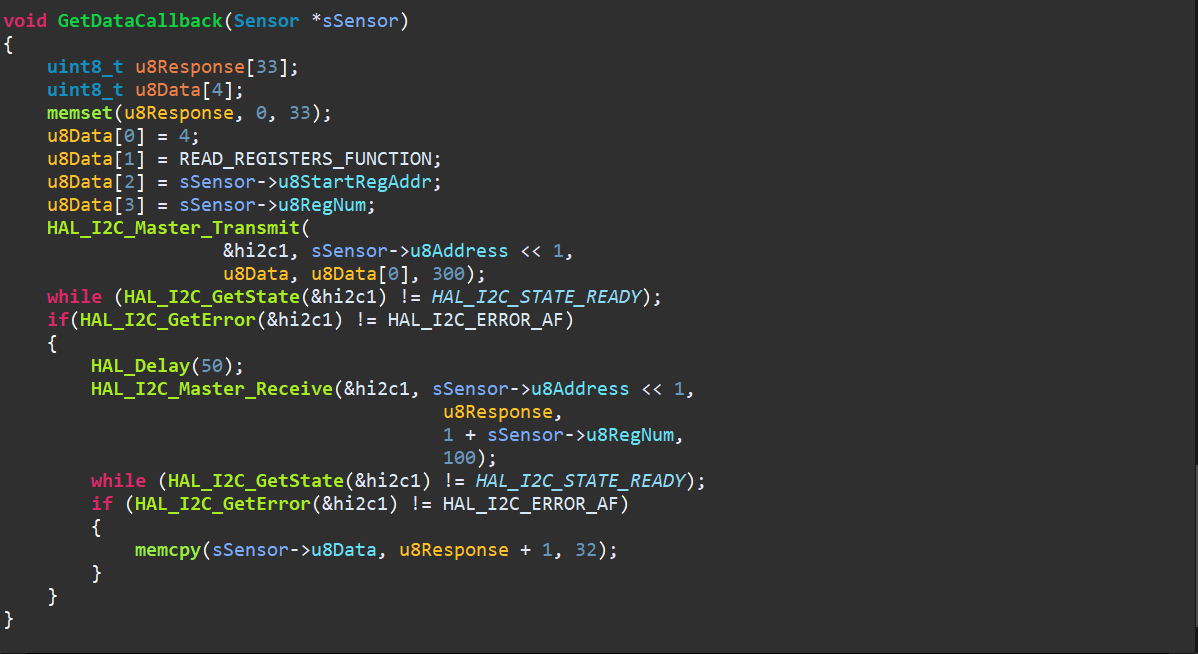 void GetDataCallback(Sensor *sSensor)
{
    uint8_t u8Response[33];
    uint8_t u8Data[4];
    memset(u8Response, 0, 33);
    u8Data[0] = 4;
    u8Data[1] = READ_REGISTERS_FUNCTION;
    u8Data[2] = sSensor->u8StartRegAddr;
    u8Data[3] = sSensor->u8RegNum;
    HAL_I2C_Master_Transmit(
                    &hi2c1, sSensor->u8Address << 1,
                    u8Data, u8Data[0], 300);
    while (HAL_I2C_GetState(&hi2c1) != HAL_I2C_STATE_READY);
    if(HAL_I2C_GetError(&hi2c1) != HAL_I2C_ERROR_AF)
    {
        HAL_Delay(50);
        HAL_I2C_Master_Receive(&hi2c1, sSensor->u8Address << 1,
                                        u8Response,
                                        1 + sSensor->u8RegNum,
                                        100);
        while (HAL_I2C_GetState(&hi2c1) != HAL_I2C_STATE_READY);
        if (HAL_I2C_GetError(&hi2c1) != HAL_I2C_ERROR_AF)
        {
            memcpy(sSensor->u8Data, u8Response + 1, 32);
        }
    }
}